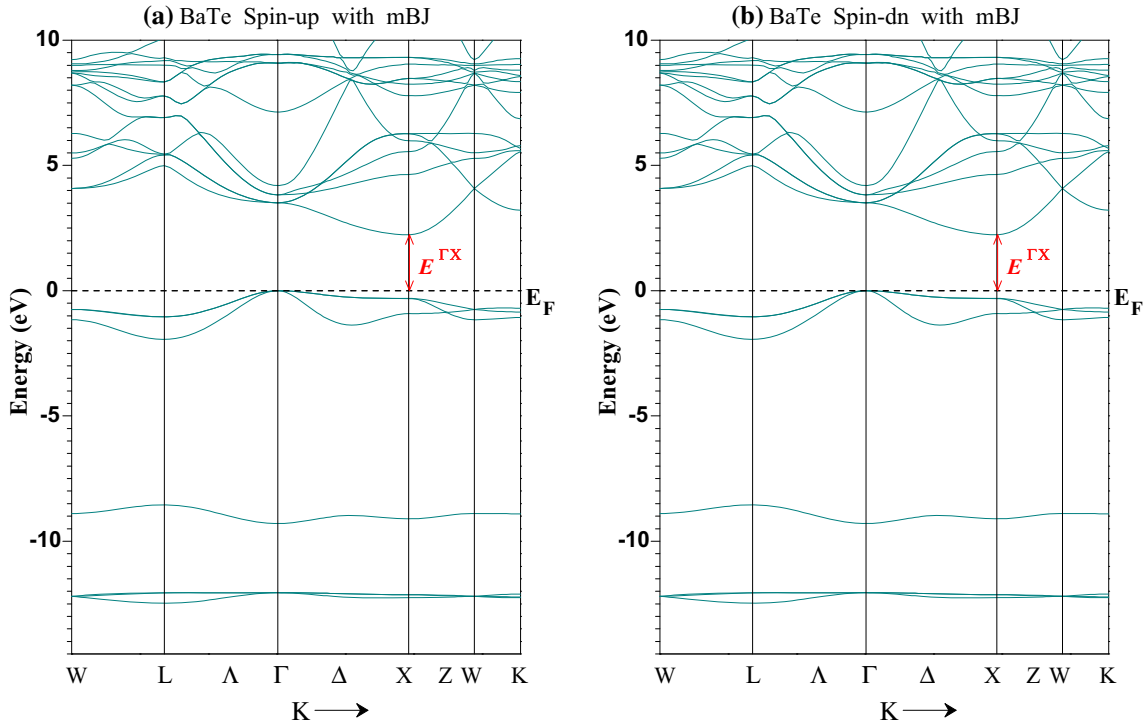 (a) BaTe Spin-up with mBJ
10
5
0
-5
-10
Energy (eV)
E ΓX
E_F
W L Λ Γ Δ X Z W K
K
(b) BaTe Spin-dn with mBJ
10
5
0
-5
-10
Energy (eV)
E ΓX
E_F
W L Λ Γ Δ X Z W K
K